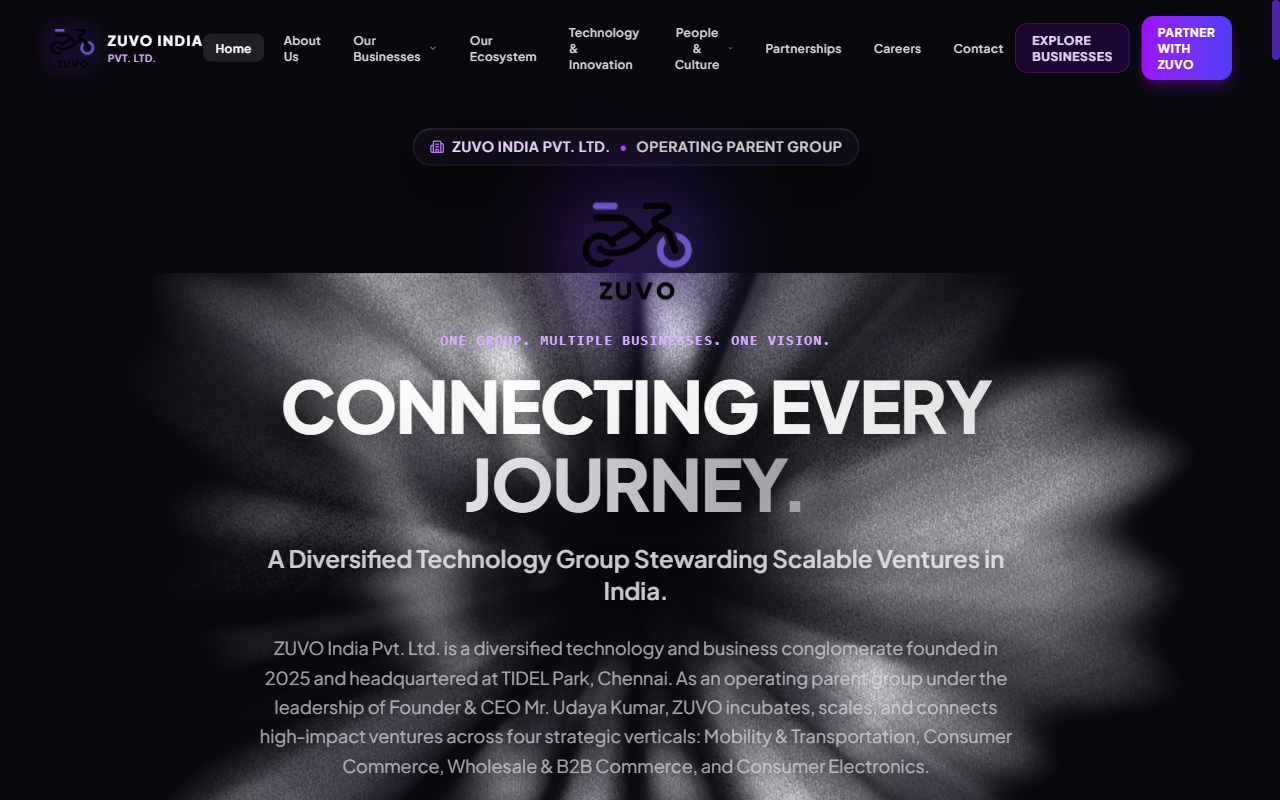 ZUVO
ZUVO INDIA
PVT. LTD.
Home
About
Us
Our
Businesses
Our
Ecosystem
Technology
&
Innovation
People
&
Culture
Partnerships
Careers
Contact
EXPLORE
BUSINESSES
PARTNER
WITH
ZUVO
ZUVO INDIA PVT. LTD. • OPERATING PARENT GROUP
ZUVO
ONE GROUP. MULTIPLE BUSINESSES. ONE VISION.
CONNECTING EVERY
JOURNEY.
A Diversified Technology Group Stewarding Scalable Ventures in
India.
ZUVO India Pvt. Ltd. is a diversified technology and business conglomerate founded in
2025 and headquartered at TIDEL Park, Chennai. As an operating parent group under the
leadership of Founder & CEO Mr. Udaya Kumar, ZUVO incubates, scales, and connects
high-impact ventures across four strategic verticals: Mobility & Transportation, Consumer
Commerce, Wholesale & B2B Commerce, and Consumer Electronics.